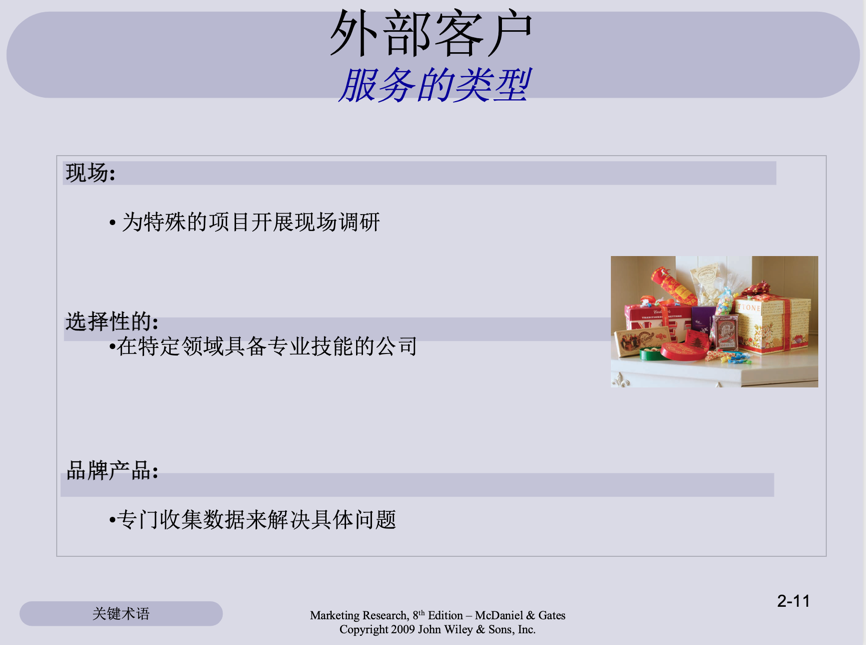 外部客户
服务的类型
现场:
• 为特殊的项目开展现场调研
选择性的:
•在特定领域具备专业技能的公司
品牌产品:
•专门收集数据来解决具体问题
关键术语
Marketing Research, 8th Edition – McDaniel & Gates
Copyright 2009 John Wiley & Sons, Inc.
2-11